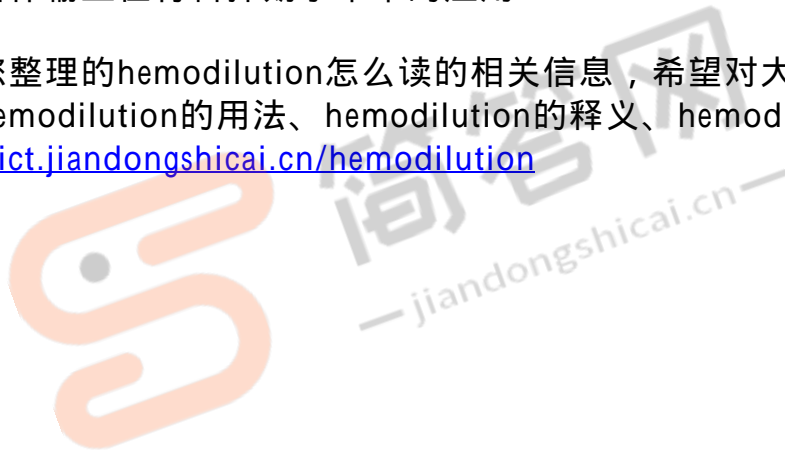 整理的hemodilution怎么读的相关信息，希望对大
emodilution的用法、hemodilution的释义、hemod
ict.jiandongshicai.cn/hemodilution
简答网
— jiandongshicai.cn —